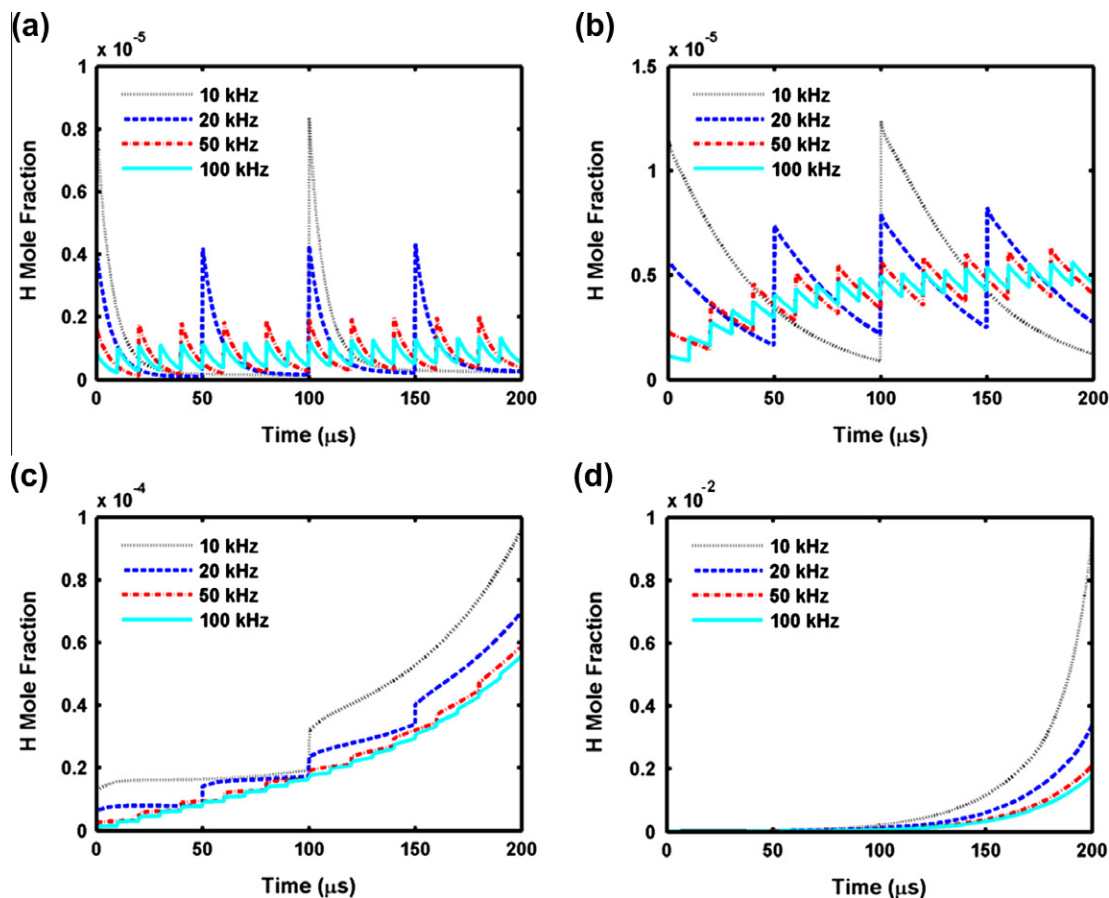 (a)
x 10⁻⁵
1
0.8
0.6
0.4
0.2
0
H Mole Fraction
10 kHz
20 kHz
50 kHz
100 kHz
0 50 100 150 200
Time (μs)
(b)
x 10⁻⁵
1.5
1
0.5
0
H Mole Fraction
10 kHz
20 kHz
50 kHz
100 kHz
0 50 100 150 200
Time (μs)
(c)
x 10⁻⁴
1
0.8
0.6
0.4
0.2
0
H Mole Fraction
10 kHz
20 kHz
50 kHz
100 kHz
0 50 100 150 200
Time (μs)
(d)
x 10⁻²
1
0.8
0.6
0.4
0.2
0
H Mole Fraction
10 kHz
20 kHz
50 kHz
100 kHz
0 50 100 150 200
Time (μs)